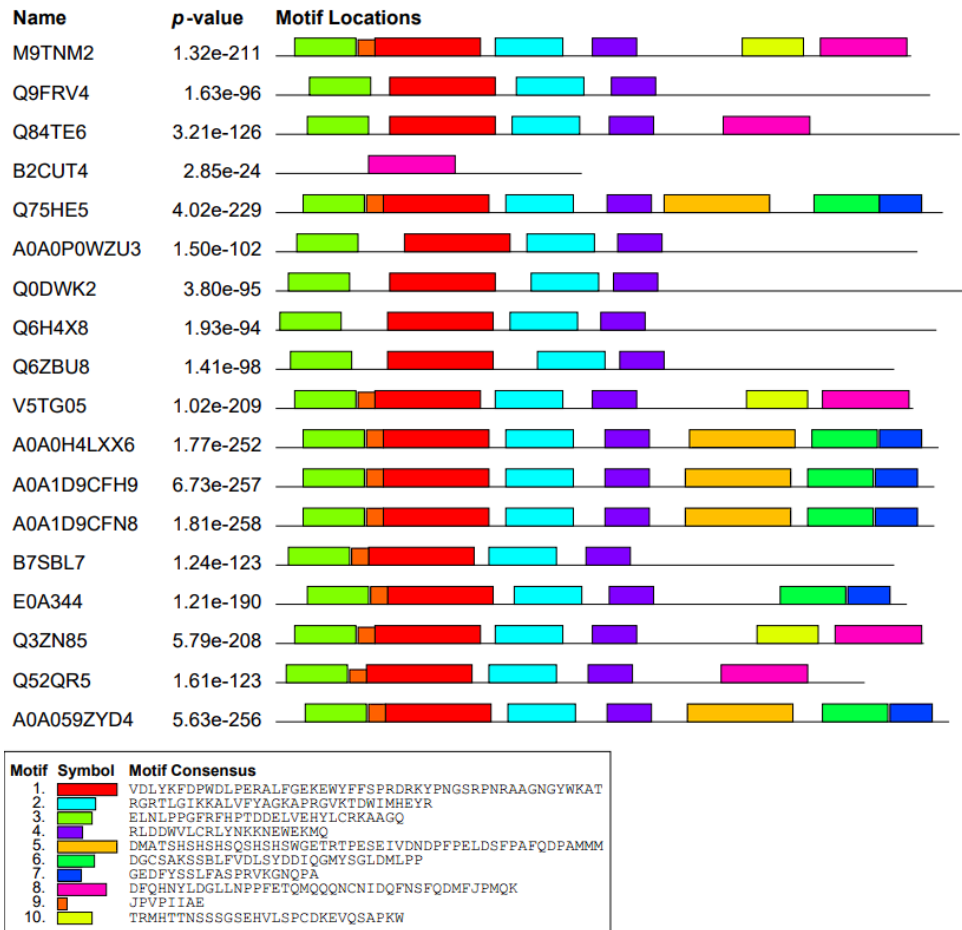 Name p-value Motif Locations
M9TNM2 1.32e-211
Q9FRV4 1.63e-96
Q84TE6 3.21e-126
B2CUT4 2.85e-24
Q75HE5 4.02e-229
A0A0P0WZU3 1.50e-102
Q0DWK2 3.80e-95
Q6H4X8 1.93e-94
Q6ZBU8 1.41e-98
V5TG05 1.02e-209
A0A0H4LXX6 1.77e-252
A0A1D9CFH9 6.73e-257
A0A1D9CFN8 1.81e-258
B7SBL7 1.24e-123
E0A344 1.21e-190
Q3ZN85 5.79e-208
Q52QR5 1.61e-123
A0A059ZYD4 5.63e-256
Motif Symbol Motif Consensus
1. VDLYKFDPWDLPERALFGEKEWYFFSPRDRKYPNGSRPNRAAGNGYWKAT
2. RGRTLGIKKALVFYAGKAPRGVKTDWIMHEYR
3. ELNLPPGFRFHPTDDELVEHYLCRKAAGQ
4. RLDDWVLCRLYNKKNEWEKMQ
5. DMATSHSHSHSQSHSHSWGETRTPESEIVDNDPFPELDSFPAFQDPAMMM
6. DGCSAKSSBLFVDLSYDDIQGMYSGLDMLPP
7. GEDFYSSLFASPRVKGNQPA
8. DFQHNYLDGLLNPPFETQMQQQNCNIDQFNSFQDMFJPMQK
9. JPVPIIAE
10. TRMHTTNSSSGSEHVLSPCDKEVQSAPKW